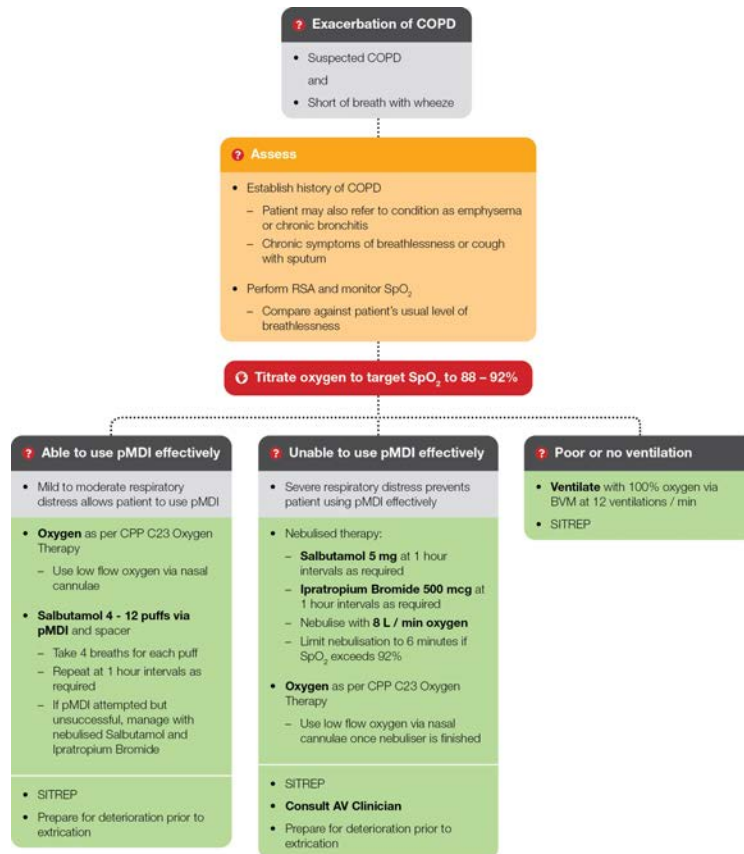 ? Exacerbation of COPD
• Suspected COPD
and
• Short of breath with wheeze
? Assess
• Establish history of COPD
– Patient may also refer to condition as emphysema
or chronic bronchitis
– Chronic symptoms of breathlessness or cough
with sputum
• Perform RSA and monitor SpO₂
– Compare against patient's usual level of
breathlessness
Titrate oxygen to target SpO₂ to 88 – 92%
? Able to use pMDI effectively
• Mild to moderate respiratory
distress allows patient to use pMDI
• Oxygen as per CPP C23 Oxygen
Therapy
– Use low flow oxygen via nasal
cannulae
• Salbutamol 4 - 12 puffs via
pMDI and spacer
– Take 4 breaths for each puff
– Repeat at 1 hour intervals as
required
– If pMDI attempted but
unsuccessful, manage with
nebulised Salbutamol and
Ipratropium Bromide
• SITREP
• Prepare for deterioration prior to
extrication
? Unable to use pMDI effectively
• Severe respiratory distress prevents
patient using pMDI effectively
• Nebulised therapy:
– Salbutamol 5 mg at 1 hour
intervals as required
– Ipratropium Bromide 500 mcg at
1 hour intervals as required
– Nebulise with 8 L / min oxygen
– Limit nebulisation to 6 minutes if
SpO₂ exceeds 92%
• Oxygen as per CPP C23 Oxygen
Therapy
– Use low flow oxygen via nasal
cannulae once nebuliser is finished
• SITREP
• Consult AV Clinician
• Prepare for deterioration prior to
extrication
? Poor or no ventilation
• Ventilate with 100% oxygen via
BVM at 12 ventilations / min
• SITREP